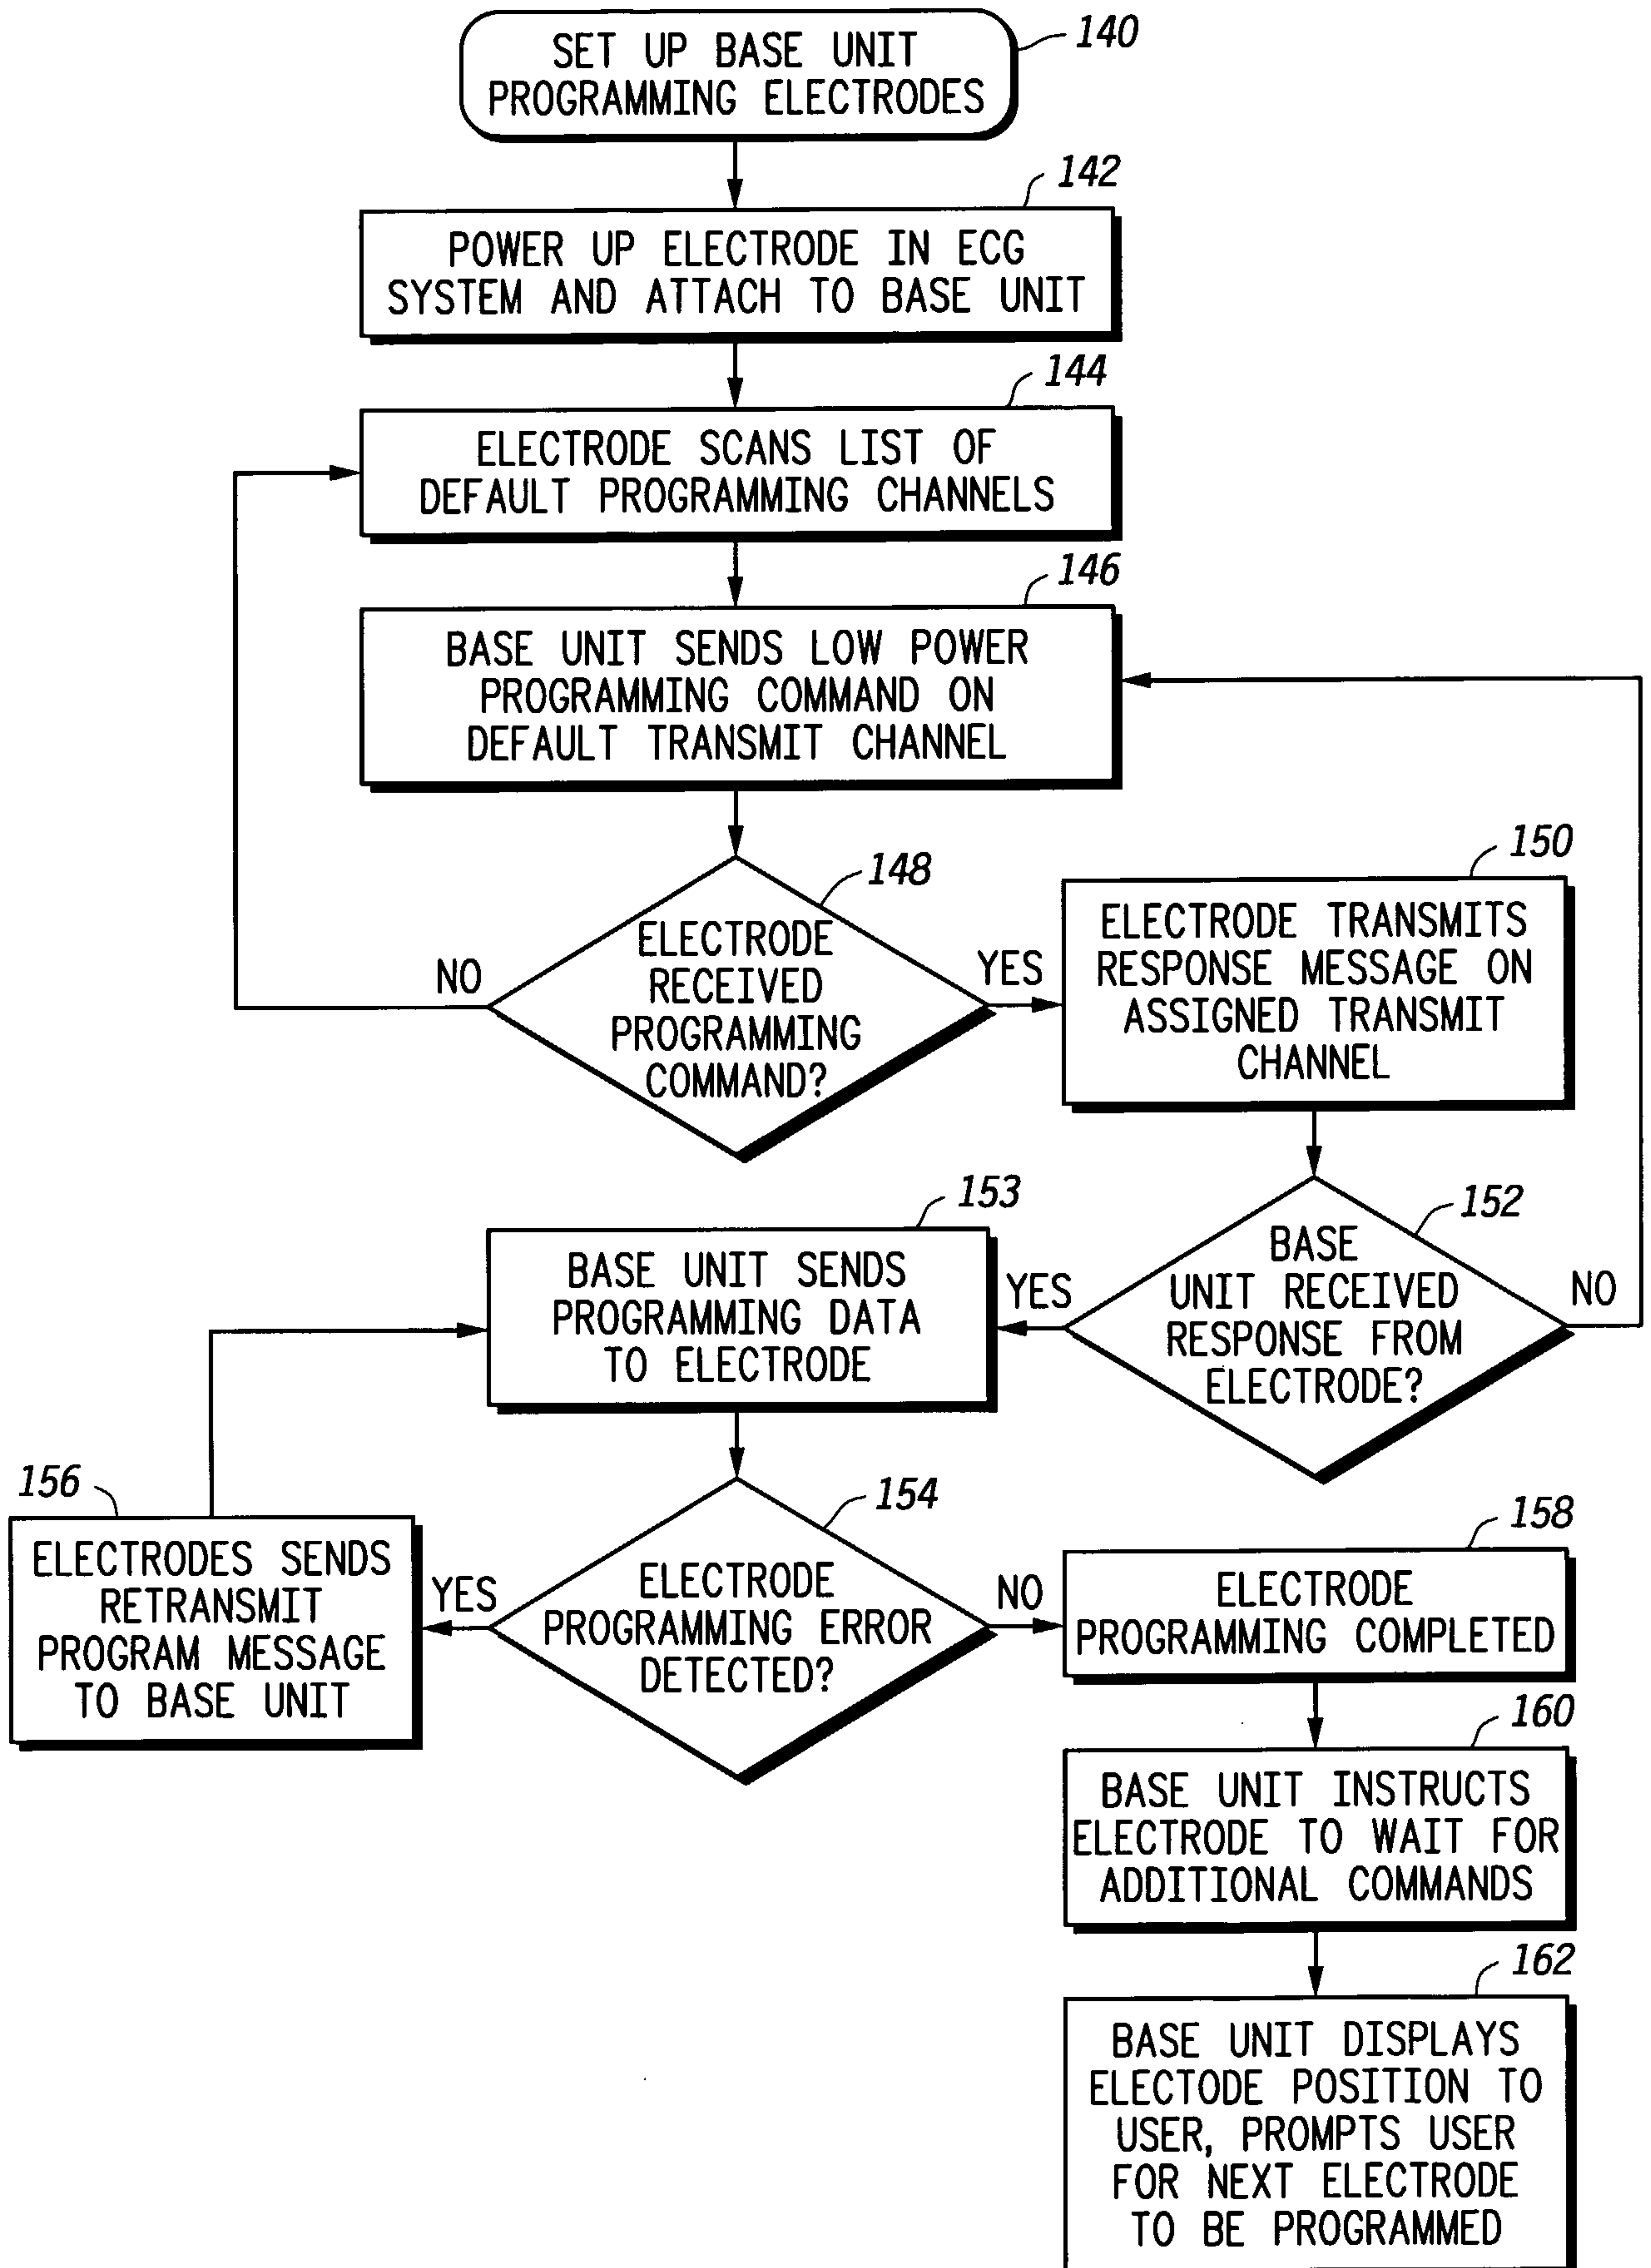 SET UP BASE UNIT
PROGRAMMING ELECTRODES
140
142
POWER UP ELECTRODE IN ECG
SYSTEM AND ATTACH TO BASE UNIT
144
ELECTRODE SCANS LIST OF
DEFAULT PROGRAMMING CHANNELS
146
BASE UNIT SENDS LOW POWER
PROGRAMMING COMMAND ON
DEFAULT TRANSMIT CHANNEL
148
ELECTRODE
RECEIVED
PROGRAMMING
COMMAND?
NO
YES
150
ELECTRODE TRANSMITS
RESPONSE MESSAGE ON
ASSIGNED TRANSMIT
CHANNEL
152
BASE
UNIT RECEIVED
RESPONSE FROM
ELECTRODE?
YES
NO
153
BASE UNIT SENDS
PROGRAMMING DATA
TO ELECTRODE
154
ELECTRODE
PROGRAMMING ERROR
DETECTED?
YES
NO
156
ELECTRODES SENDS
RETRANSMIT
PROGRAM MESSAGE
TO BASE UNIT
158
ELECTRODE
PROGRAMMING COMPLETED
160
BASE UNIT INSTRUCTS
ELECTRODE TO WAIT FOR
ADDITIONAL COMMANDS
162
BASE UNIT DISPLAYS
ELECTODE POSITION TO
USER, PROMPTS USER
FOR NEXT ELECTRODE
TO BE PROGRAMMED